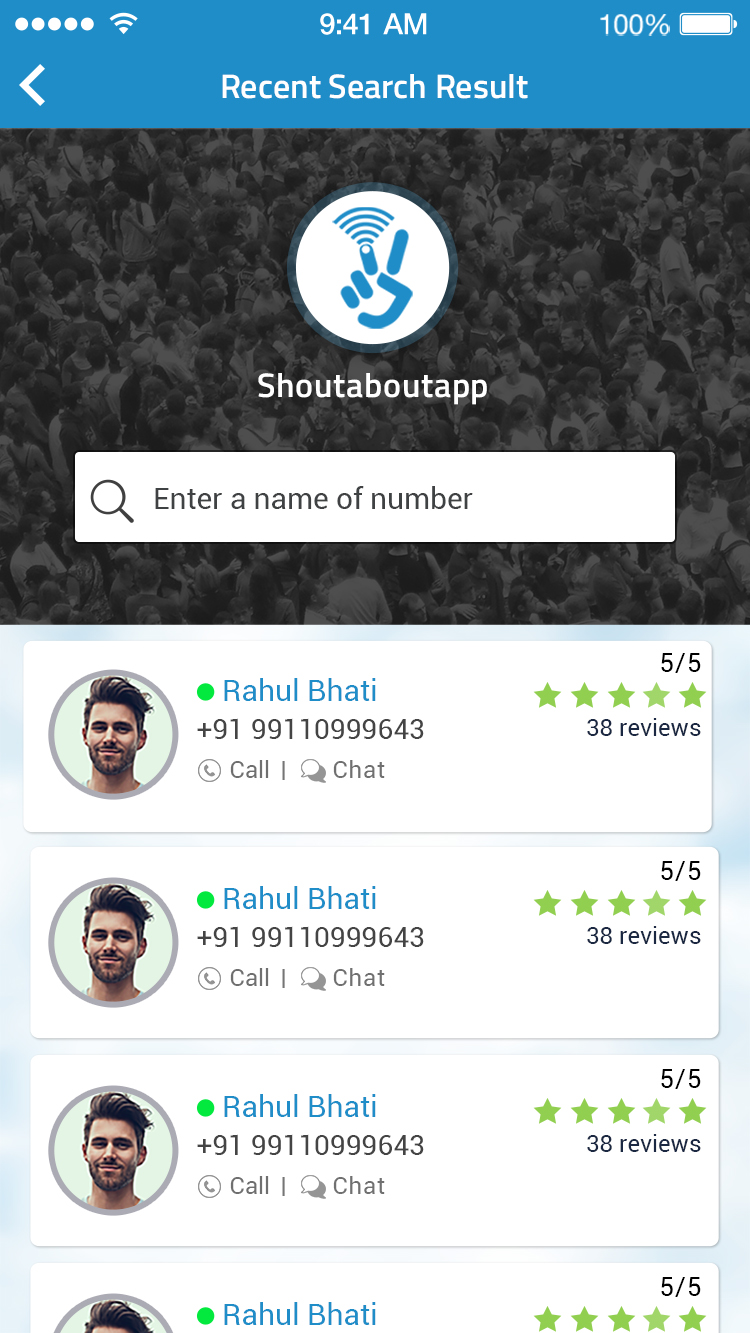 9:41 AM 100%
Recent Search Result
Shoutaboutapp
Enter a name of number
5/5
Rahul Bhati
+91 99110999643
38 reviews
Call | Chat
5/5
Rahul Bhati
+91 99110999643
38 reviews
Call | Chat
5/5
Rahul Bhati
+91 99110999643
38 reviews
Call | Chat
5/5
Rahul Bhati